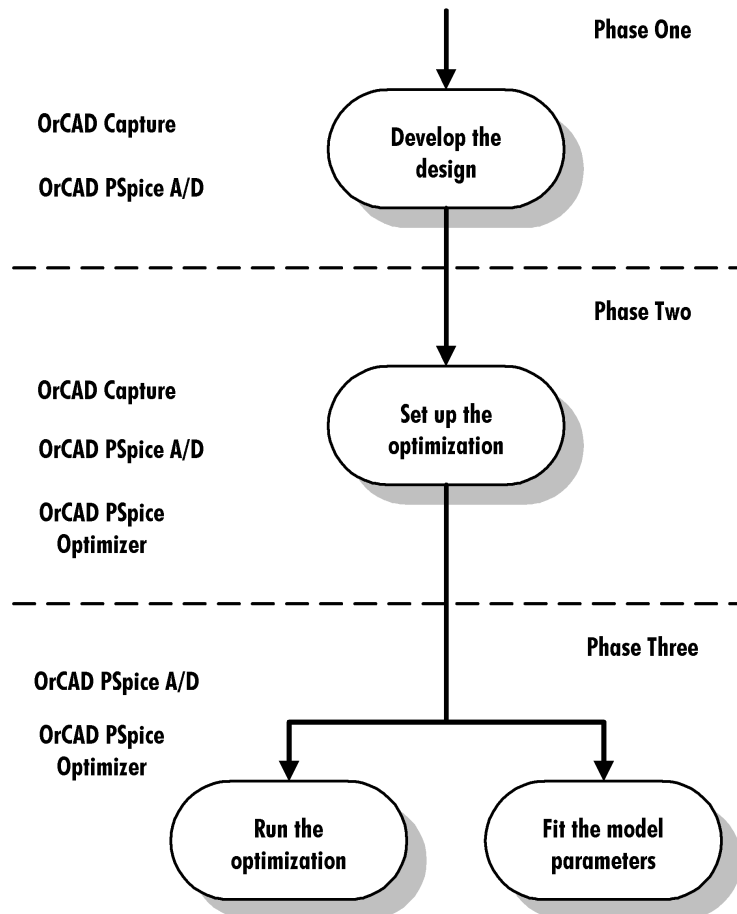 Phase One
OrCAD Capture
Develop the
design
OrCAD PSpice A/D
Phase Two
OrCAD Capture
Set up the
optimization
OrCAD PSpice A/D
OrCAD PSpice
Optimizer
Phase Three
OrCAD PSpice A/D
OrCAD PSpice
Optimizer
Run the
optimization
Fit the model
parameters